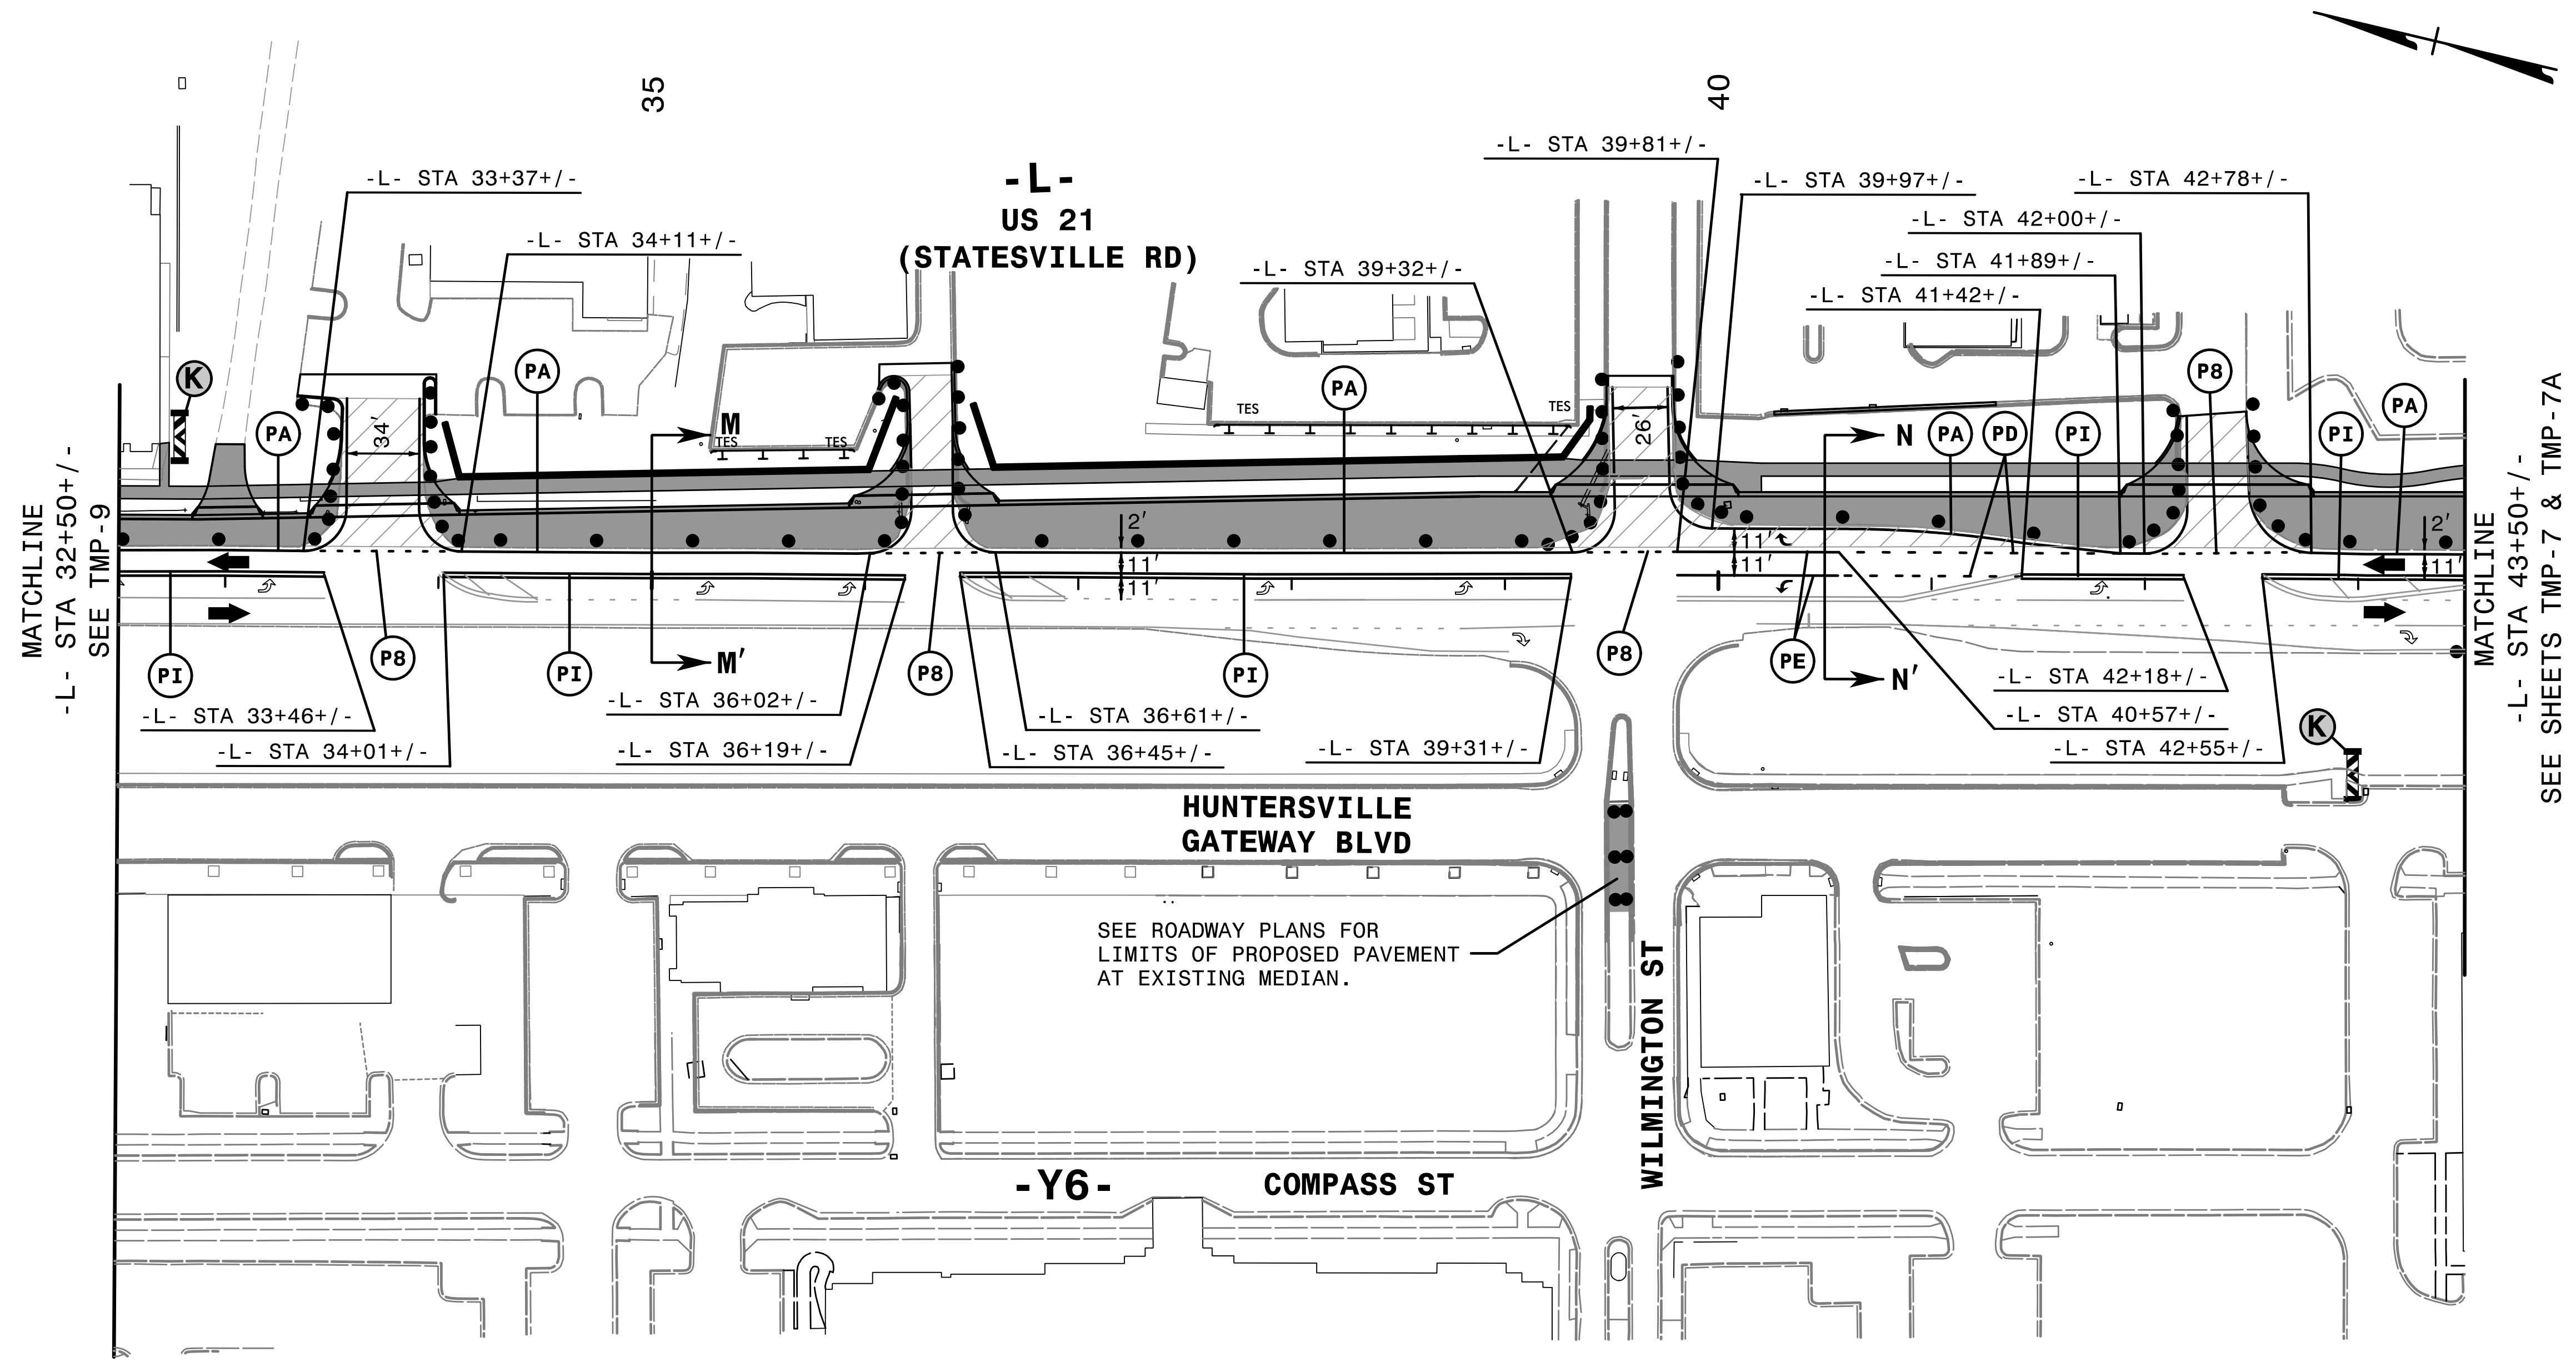 35
40
-L- STA 39+81+/-
-L- STA 33+37+/-
-L-
US 21
(STATESVILLE RD)
-L- STA 39+97+/-
-L- STA 42+78+/-
-L- STA 42+00+/-
-L- STA 34+11+/-
-L- STA 39+32+/-
-L- STA 41+89+/-
-L- STA 41+42+/-
K
PA
PA
P8
PA
PA
34'
M
TES
TES
TES
TES
26'
N
PA
PD
PI
PI
MATCHLINE
-L- STA 32+50+/-
SEE TMP-9
MATCHLINE
-L- STA 43+50+/-
SEE SHEETS TMP-7 & TMP-7A
2'
11'
11'
11'
11'
2'
11'
PI
P8
PI
M'
P8
PI
P8
PE
N'
-L- STA 33+46+/-
-L- STA 34+01+/-
-L- STA 36+02+/-
-L- STA 36+19+/-
-L- STA 36+61+/-
-L- STA 36+45+/-
-L- STA 39+31+/-
-L- STA 42+18+/-
-L- STA 40+57+/-
-L- STA 42+55+/-
K
HUNTERSVILLE
GATEWAY BLVD
SEE ROADWAY PLANS FOR
LIMITS OF PROPOSED PAVEMENT
AT EXISTING MEDIAN.
WILMINGTON ST
-Y6-
COMPASS ST